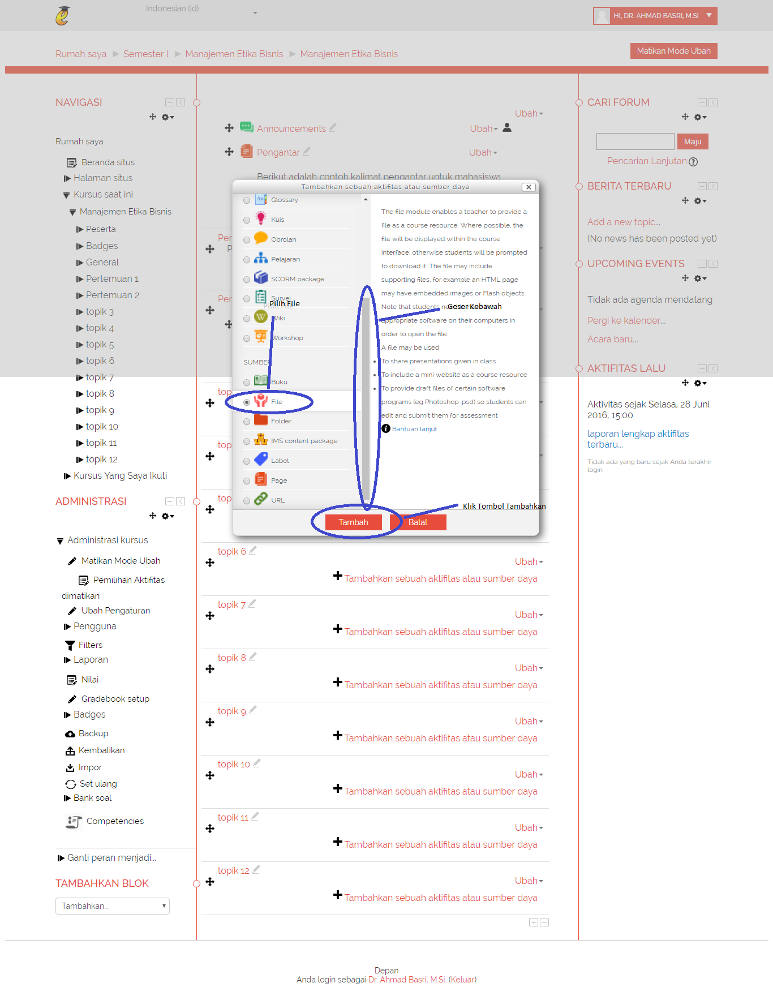 Indonesian (id)
HI, DR. AHMAD BASRI, M.SI
Rumah saya
Semester I
Manajemen Etika Bisnis
Manajemen Etika Bisnis
Matikan Mode Ubah
NAVIGASI
Rumah saya
Beranda situs
Halaman situs
Kursus saat ini
Manajemen Etika Bisnis
Peserta
Badges
General
Pertemuan 1
Pertemuan 2
topik 3
topik 4
topik 5
topik 6
topik 7
topik 8
topik 9
topik 10
topik 11
topik 12
Kursus Yang Saya Ikuti
ADMINISTRASI
Administrasi kursus
Matikan Mode Ubah
Pemilihan Aktifitas
dimatikan
Ubah Pengaturan
Pengguna
Filters
Laporan
Nilai
Gradebook setup
Badges
Backup
Kembalikan
Impor
Set ulang
Bank soal
Competencies
Ganti peran menjadi...
TAMBAHKAN BLOK
Tambahkan...
Ubah
Announcements
Ubah
Pengantar
Ubah
Berikut adalah contoh kalimat pengantar untuk mahasiswa
Tambahkan sebuah aktifitas atau sumber daya
Glossary
Kuis
Obrolan
Pelajaran
SCORM package
Survei
Pilih File
Wiki
Workshop
SUMBER
Buku
File
Folder
IMS content package
Label
Page
URL
The file module enables a teacher to provide a
file as a course resource. Where possible, the
file will be displayed within the course
interface; otherwise students will be prompted
to download it. The file may include
supporting files, for example an HTML page
may have embedded images or Flash objects.
Note that students
Geser Kebawah
appropriate software on their computers in
order to open the file.
A file may be used
To share presentations given in class
To include a mini website as a course resource
To provide draft files of certain software
programs (eg Photoshop .psd) so students can
edit and submit them for assessment
Bantuan lanjut
Klik Tombol Tambahkan
Tambah
Batal
topik 6
Ubah
Tambahkan sebuah aktifitas atau sumber daya
topik 7
Ubah
Tambahkan sebuah aktifitas atau sumber daya
topik 8
Ubah
Tambahkan sebuah aktifitas atau sumber daya
topik 9
Ubah
Tambahkan sebuah aktifitas atau sumber daya
topik 10
Ubah
Tambahkan sebuah aktifitas atau sumber daya
topik 11
Ubah
Tambahkan sebuah aktifitas atau sumber daya
topik 12
Ubah
Tambahkan sebuah aktifitas atau sumber daya
CARI FORUM
Maju
Pencarian Lanjutan
BERITA TERBARU
Add a new topic...
(No news has been posted yet)
UPCOMING EVENTS
Tidak ada agenda mendatang
Pergi ke kalender...
Acara baru...
AKTIFITAS LALU
Aktivitas sejak Selasa, 28 Juni
2016, 15:00
laporan lengkap aktifitas
terbaru...
Tidak ada yang baru sejak Anda terakhir
login
Depan
Anda login sebagai Dr. Ahmad Basri, M.Si. (Keluar)